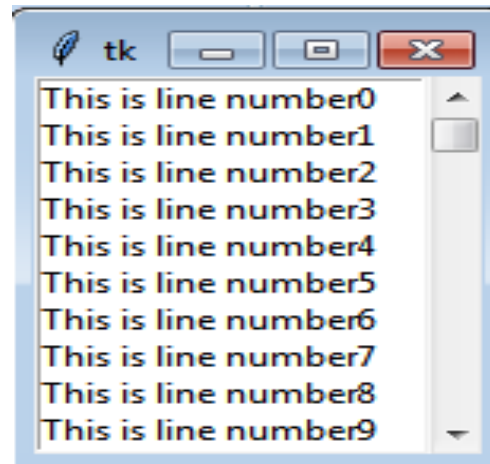 tk
This is line number0
This is line number1
This is line number2
This is line number3
This is line number4
This is line number5
This is line number6
This is line number7
This is line number8
This is line number9